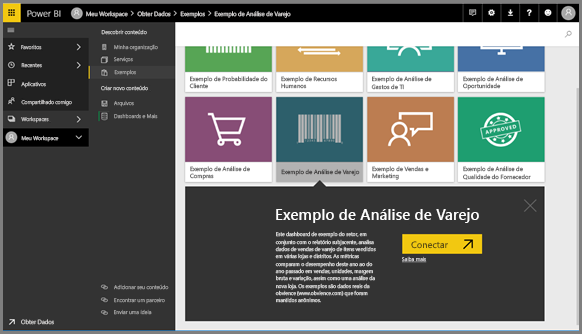 Power BI
Meu Workspace > Obter Dados > Exemplos > Exemplo de Análise de Varejo
Favoritos
Recentes
Aplicativos
Compartilhado comigo
Workspaces
Meu Workspace
Obter Dados
Descobrir conteúdo
Minha organização
Serviços
Exemplos
Criar novo conteúdo
Arquivos
Dashboards e Mais
Adicionar seu conteúdo
Encontrar um parceiro
Enviar uma ideia
Exemplo de Probabilidade do
Cliente
Exemplo de Recursos
Humanos
Exemplo de Análise de
Gastos de TI
Exemplo de Análise de
Oportunidade
Exemplo de Análise de
Compras
Exemplo de Análise de Varejo
Exemplo de Vendas e
Marketing
APPROVED
Exemplo de Análise de
Qualidade do Fornecedor
Exemplo de Análise de Varejo
Este dashboard de exemplo do setor, em
conjunto com o relatório subjacente, analisa
dados de vendas de varejo de itens vendidos
em várias lojas e distritos. As métricas
comparam o desempenho deste ano ao do
ano passado em vendas, unidades, margem
bruta e variação, assim como uma análise da
nova loja. Os exemplos são dados reais da
obviEnce (www.obvience.com) que foram
mantidos anônimos.
Conectar
Saiba mais